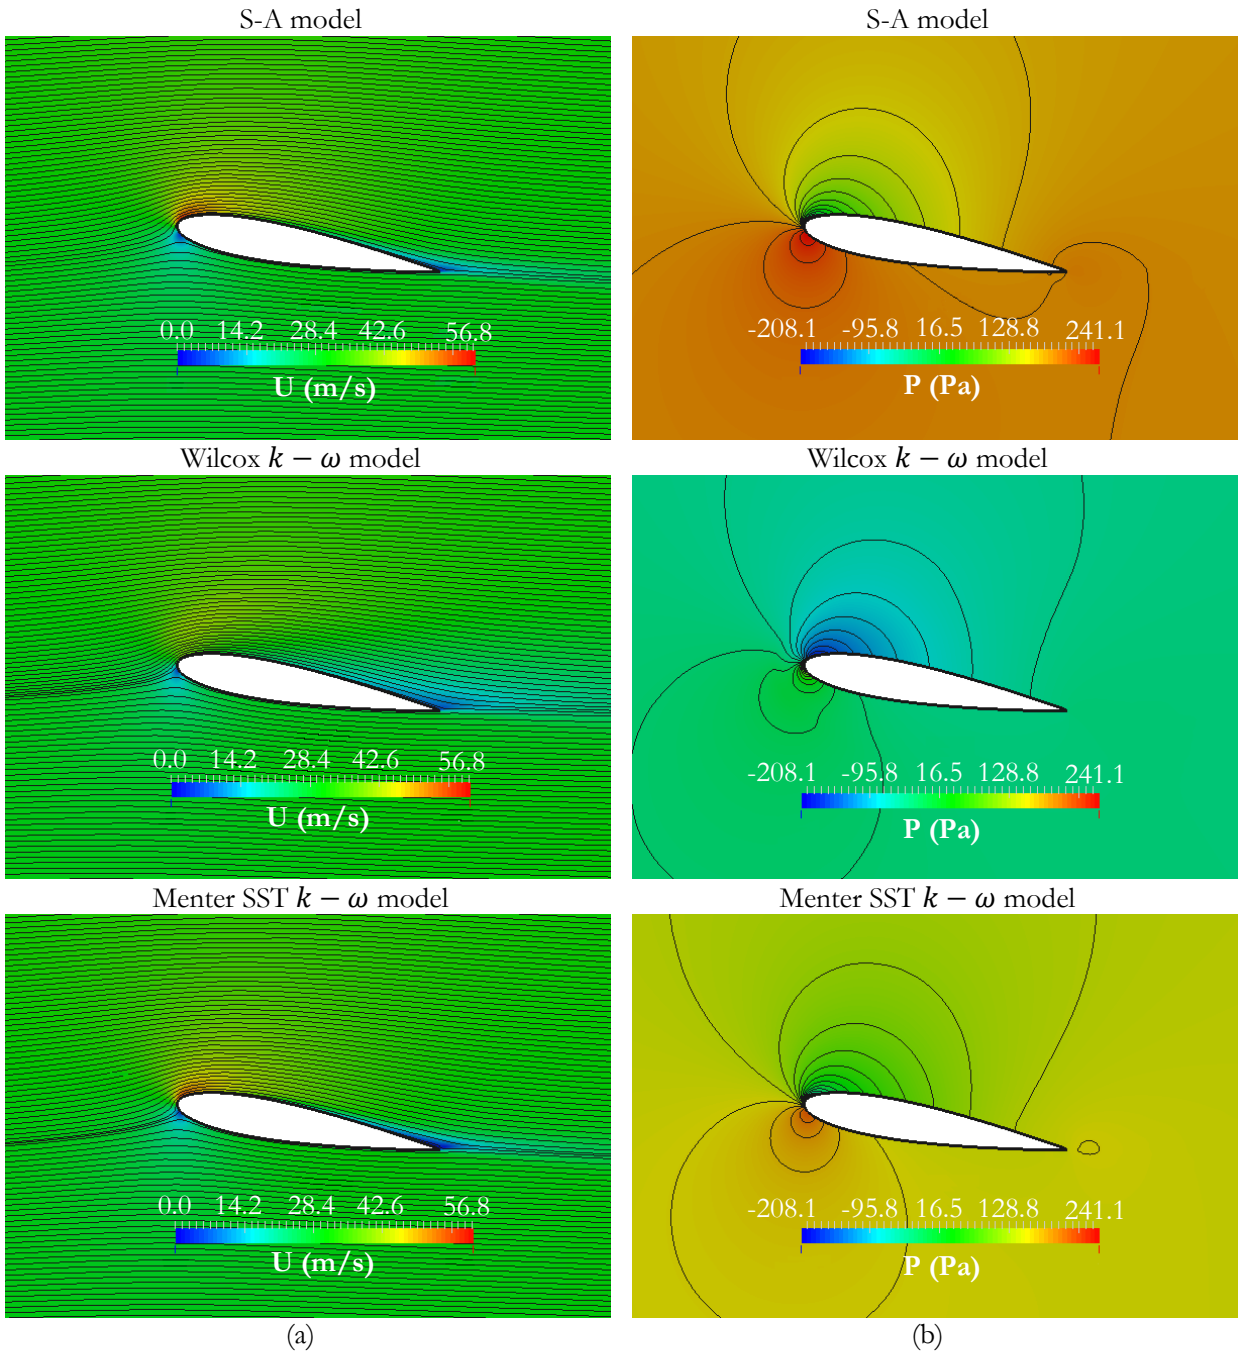 S-A model S-A model
0.0 14.2 28.4 42.6 56.8 -208.1 -95.8 16.5 128.8 241.1
U (m/s) P (Pa)
Wilcox k − ω model Wilcox k − ω model
0.0 14.2 28.4 42.6 56.8 -208.1 -95.8 16.5 128.8 241.1
U (m/s) P (Pa)
Menter SST k − ω model Menter SST k − ω model
0.0 14.2 28.4 42.6 56.8 -208.1 -95.8 16.5 128.8 241.1
U (m/s) P (Pa)
(a) (b)